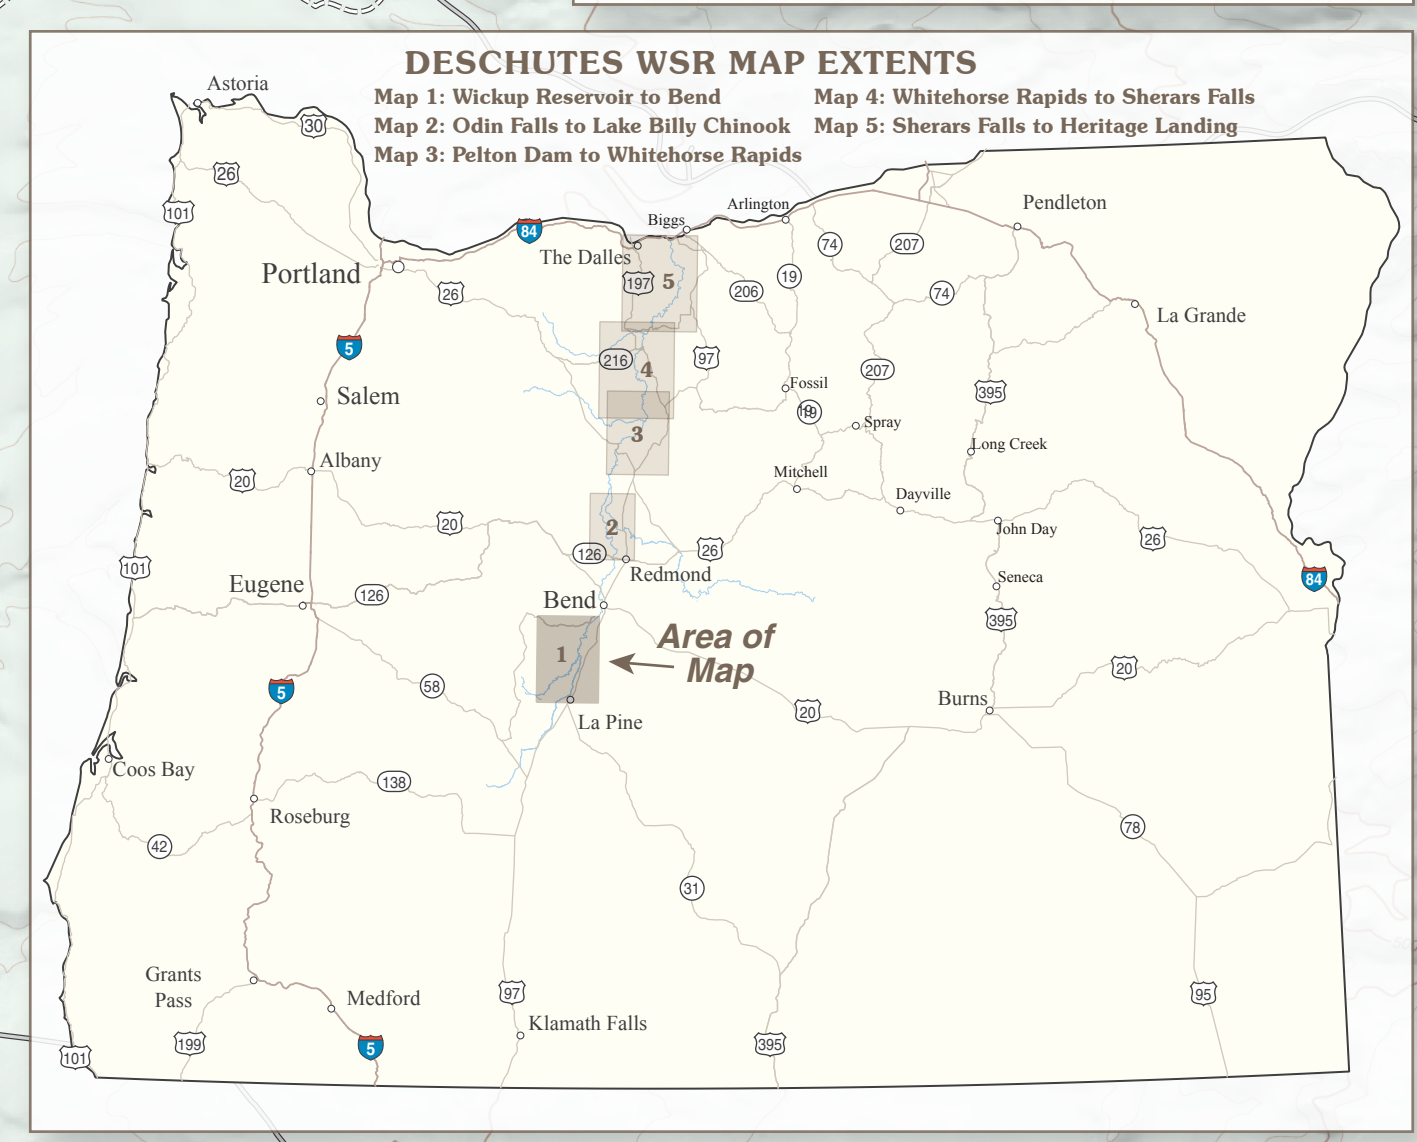 DESCHUTES WSR MAP EXTENTS
Map 1: Wickup Reservoir to Bend
Map 2: Odin Falls to Lake Billy Chinook
Map 3: Pelton Dam to Whitehorse Rapids
Map 4: Whitehorse Rapids to Sherars Falls
Map 5: Sherars Falls to Heritage Landing
Astoria
30
26
101
Arlington
Pendleton
Biggs
84
The Dalles
74
207
Portland
197
5
19
206
26
74
La Grande
5
216
4
97
207
Fossil
395
Salem
19
19
Spray
3
Long Creek
Albany
20
Mitchell
Dayville
20
2
John Day
126
26
26
101
Redmond
Seneca
84
Eugene
126
Bend
395
Area of
Map
1
20
58
5
Burns
20
La Pine
Coos Bay
138
Roseburg
78
42
31
Grants
Pass
Medford
97
95
Klamath Falls
199
5
395
101